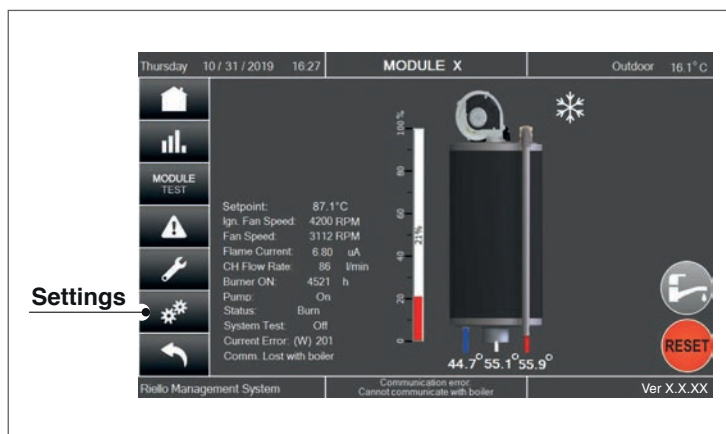 Thursday 10 / 31 / 2019 16:27 MODULE X Outdoor 16.1°C
MODULE
TEST
Setpoint: 87.1°C
Ign. Fan Speed: 4200 RPM
Fan Speed: 3112 RPM
Flame Current: 6.80 uA
CH Flow Rate: 86 l/min
Burner ON: 4521 h
Pump: On
Status: Burn
System Test: Off
Current Error: (W) 201
Comm. Lost with boiler
100 %
80
60
40
20
0
21%
44.7° 55.1° 55.9°
Settings
RESET
Riello Management System
Communication error:
Cannot communicate with boiler
Ver X.X.XX